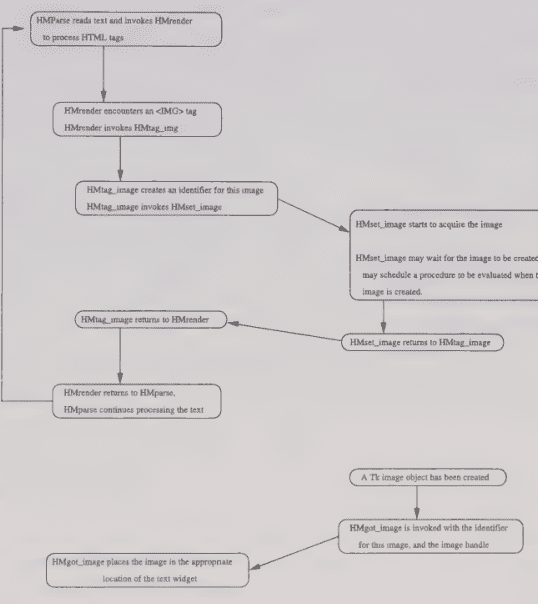 HMParse reads text and invokes HMrender
to process HTML tags
HMrender encounters an <IMG> tag
HMrender invokes HMtag_img
HMtag_image creates an identifier for this image
HMtag_image invokes HMset_image
HMset_image starts to acquire the image
HMset_image may wait for the image to be created
may schedule a procedure to be evaluated when
image is created.
HMtag_image returns to HMrender
HMset_image returns to HMtag_image
HMrender returns to HMparse,
HMparse continues processing the text
A Tk image object has been created
HMgot_image is invoked with the identifier
for this image, and the image handle
HMgot_image places the image in the appropriate
location of the text widget